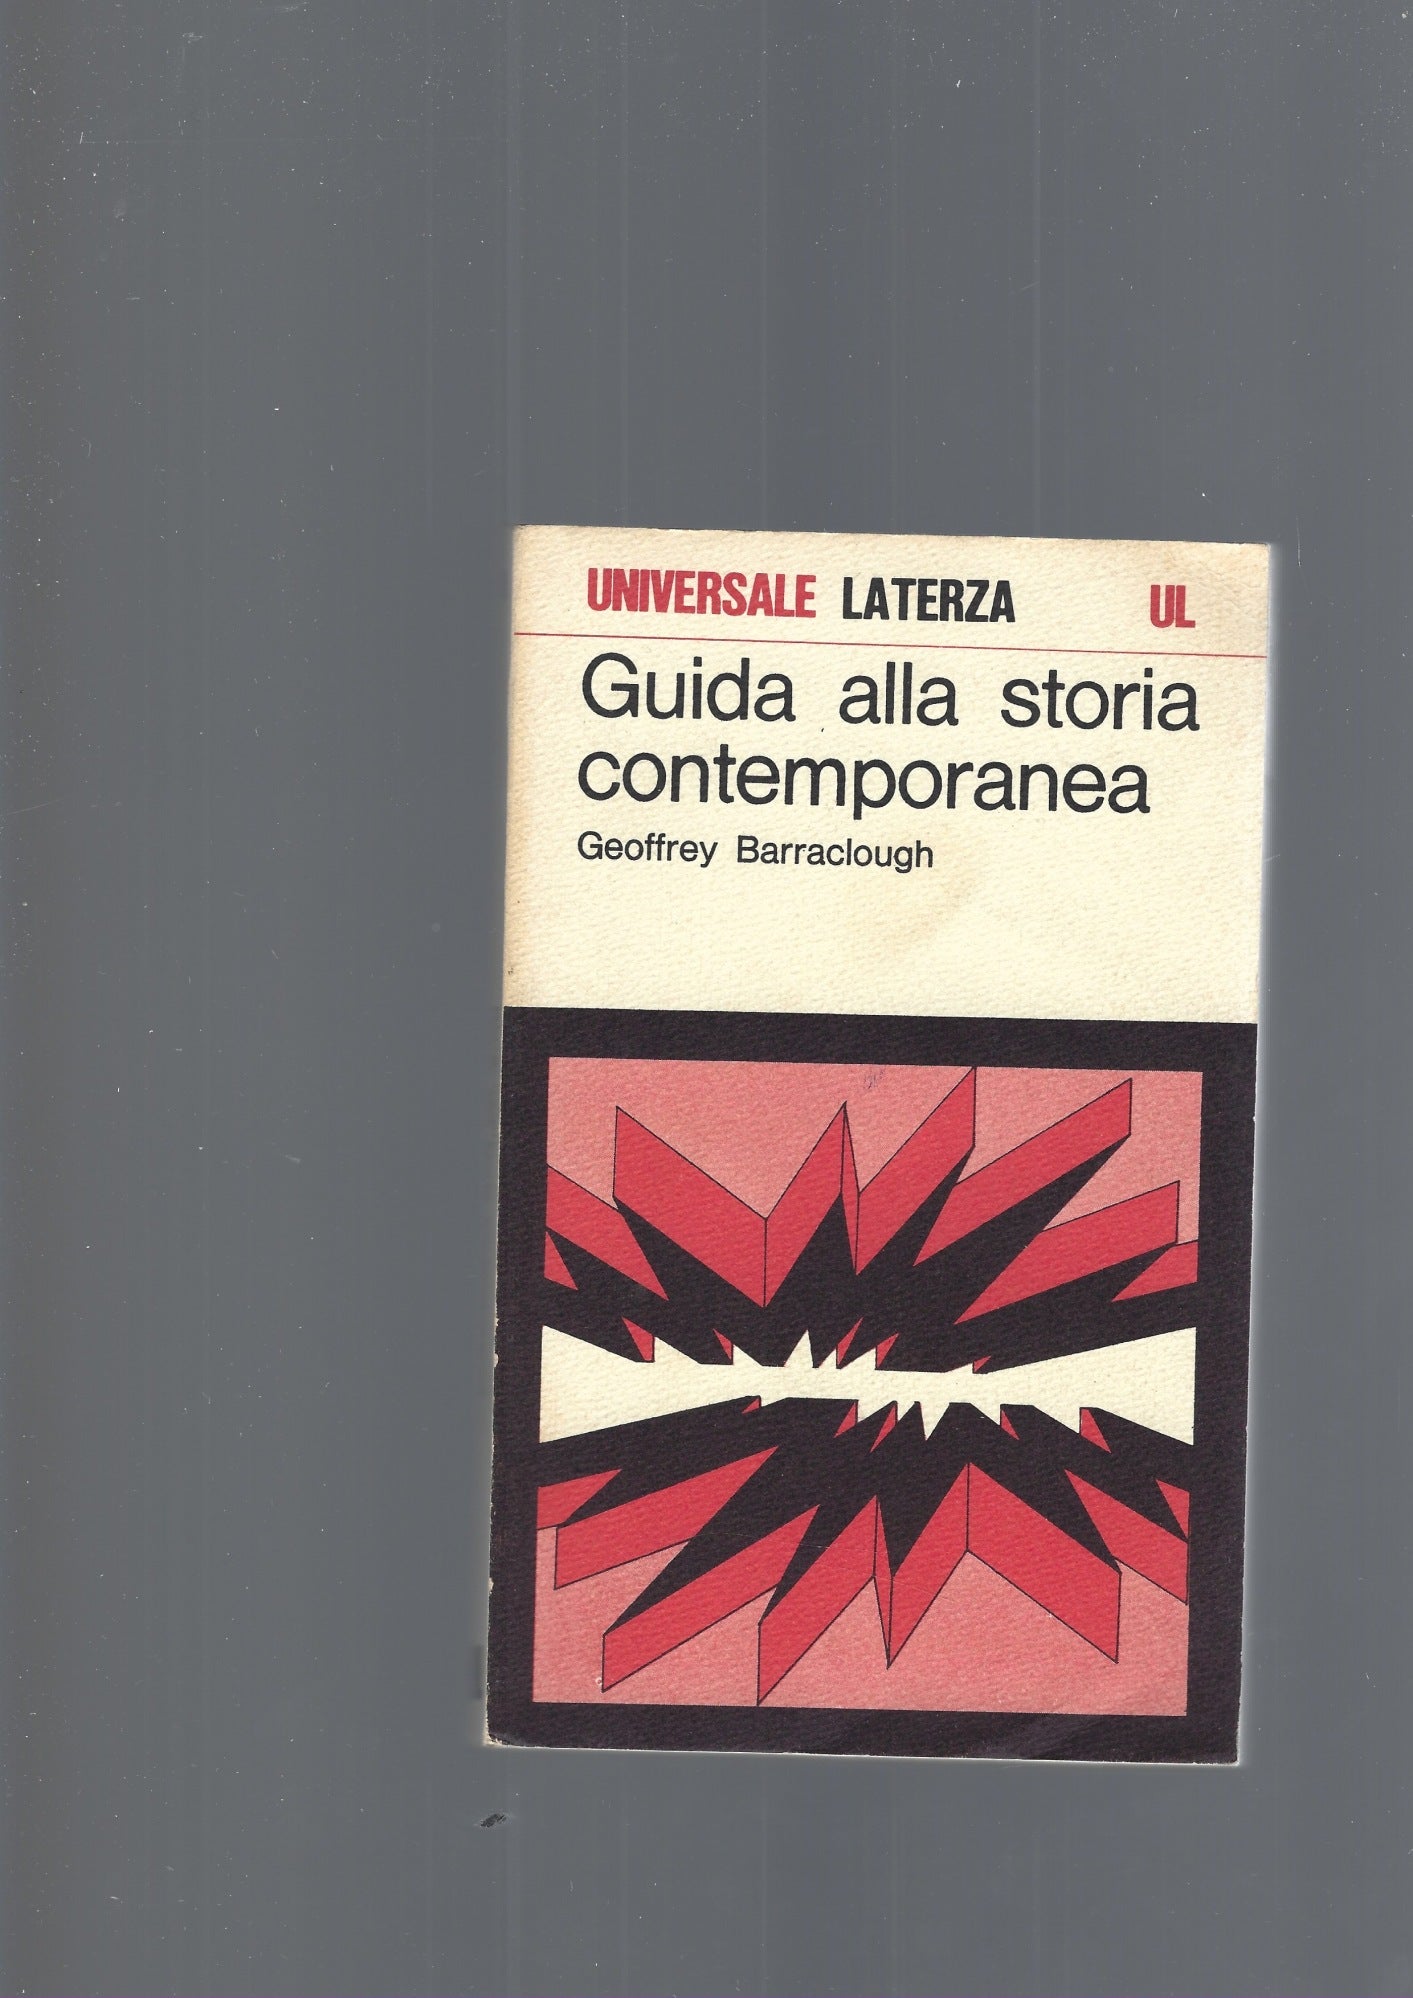 UNIVERSALE LATERZA UL
Guida alla storia
contemporanea
Geoffrey Barraclough